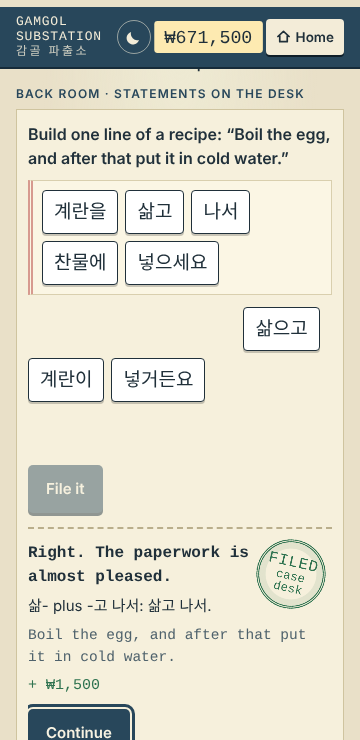 GAMGOL
SUBSTATION
감골 파출소
₩671,500
Home
BACK ROOM · STATEMENTS ON THE DESK
Build one line of a recipe: “Boil the egg,
and after that put it in cold water.”
계란을 삶고 나서
찬물에 넣으세요
삶으고
계란이 넣거든요
File it
Right. The paperwork is
almost pleased.
FILED
case
desk
삶- plus -고 나서: 삶고 나서.
Boil the egg, and after that put
it in cold water.
+ ₩1,500
Continue